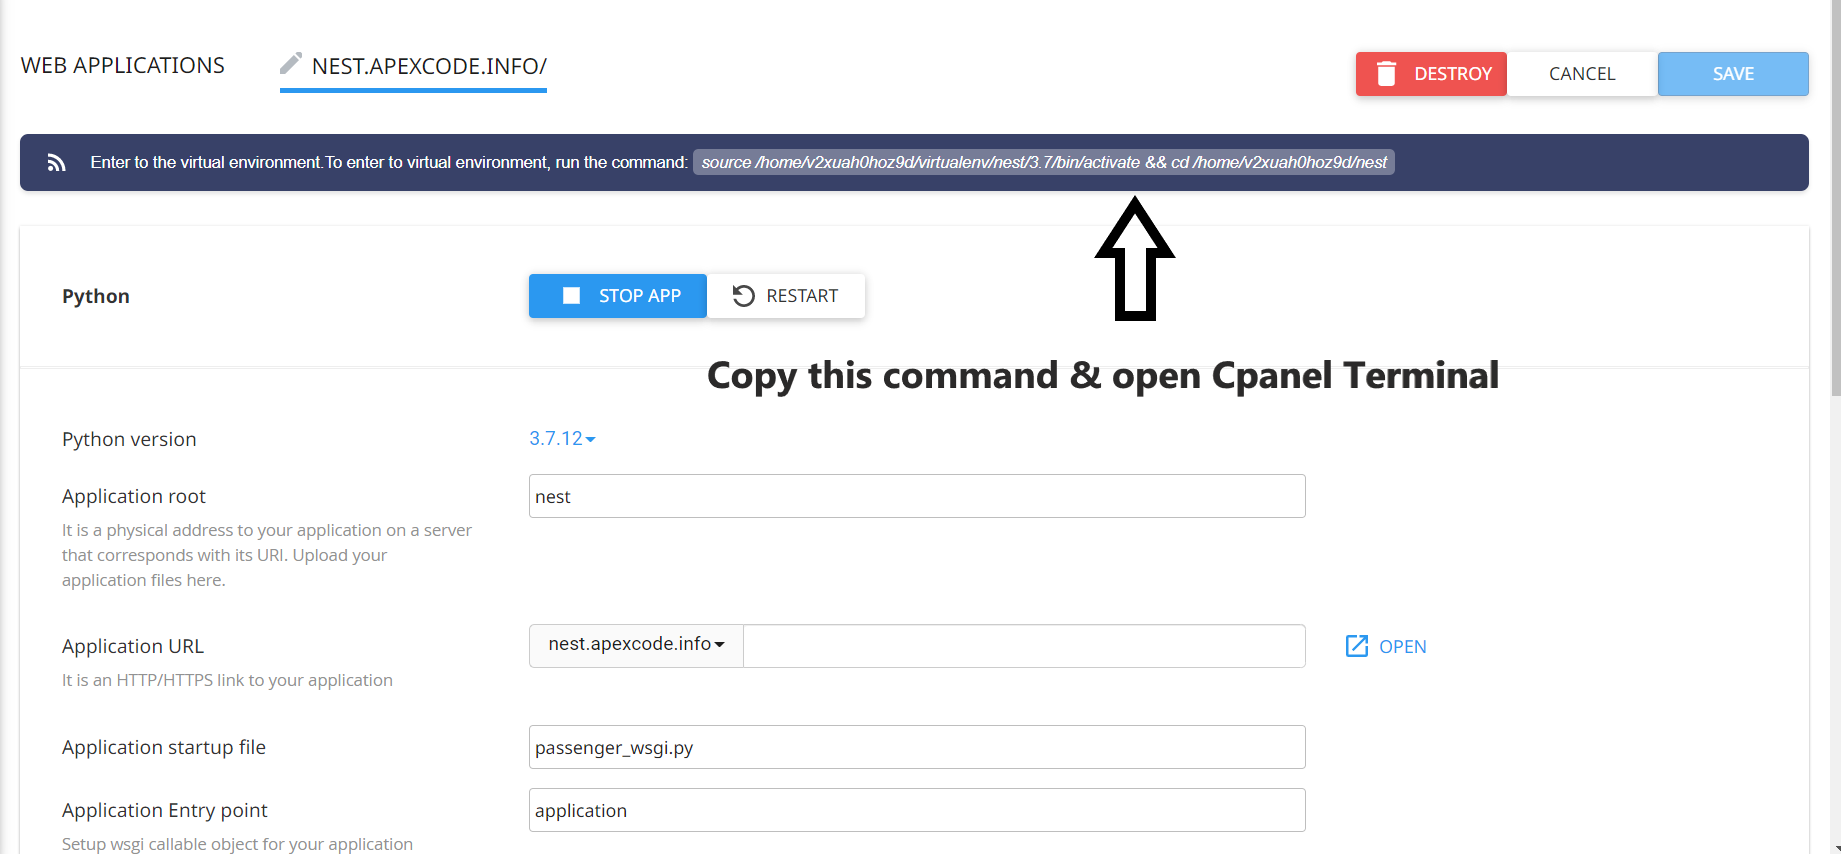 WEB APPLICATIONS
NEST.APEXCODE.INFO/
DESTROY
CANCEL
SAVE
Enter to the virtual environment.To enter to virtual environment, run the command: source /home/v2xuah0hoz9d/virtualenv/nest/3.7/bin/activate && cd /home/v2xuah0hoz9d/nest
Python
STOP APP
RESTART
Copy this command & open Cpanel Terminal
Python version
3.7.12
Application root
nest
It is a physical address to your application on a server
that corresponds with its URI. Upload your
application files here.
Application URL
nest.apexcode.info
OPEN
It is an HTTP/HTTPS link to your application
Application startup file
passenger_wsgi.py
Application Entry point
application
Setup wsgi callable object for your application